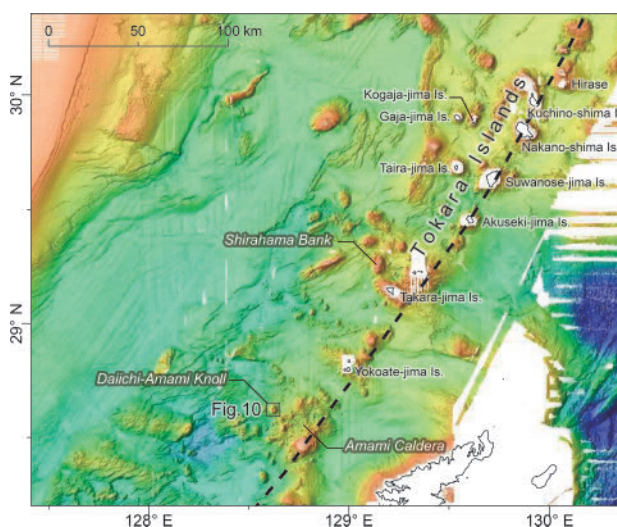 0 50 100 km
30° N
29° N
Hirase
Kogaja-jima Is.
Kuchino-shima I
Gaja-jima Is.
Nakano-shima Is
Tokara Islands
Taira-jima Is.
Suwanose-jima Is.
Akuseki-jima Is.
Shirahama Bank
Takara-jima Is.
Yokoate-jima Is.
Daiichi-Amami Knoll
Fig.10
Amami Caldera
128° E 129° E 130° E